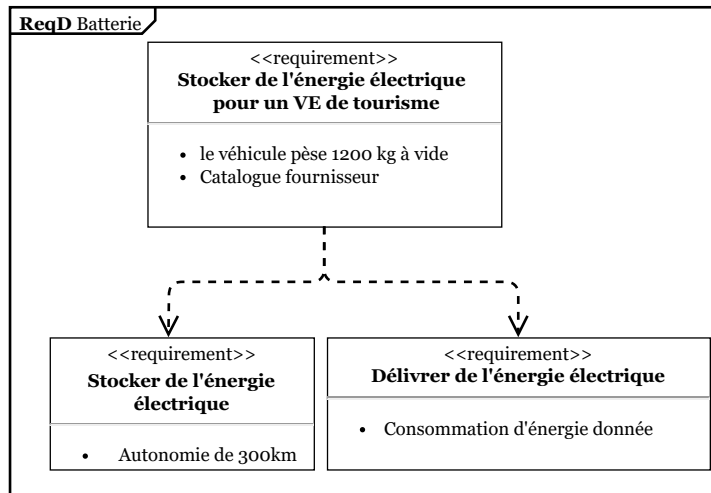 ReqD Batterie
<<requirement>>
Stocker de l'énergie électrique
pour un VE de tourisme
• le véhicule pèse 1200 kg à vide
• Catalogue fournisseur
<<requirement>>
Stocker de l'énergie
électrique
• Autonomie de 300km
<<requirement>>
Délivrer de l'énergie électrique
• Consommation d'énergie donnée